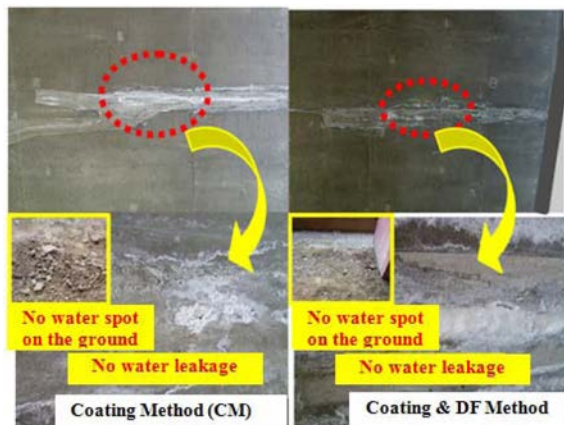 No water spot
on the ground
No water leakage
Coating Method (CM)
No water spot
on the ground
No water leakage
Coating & DF Method